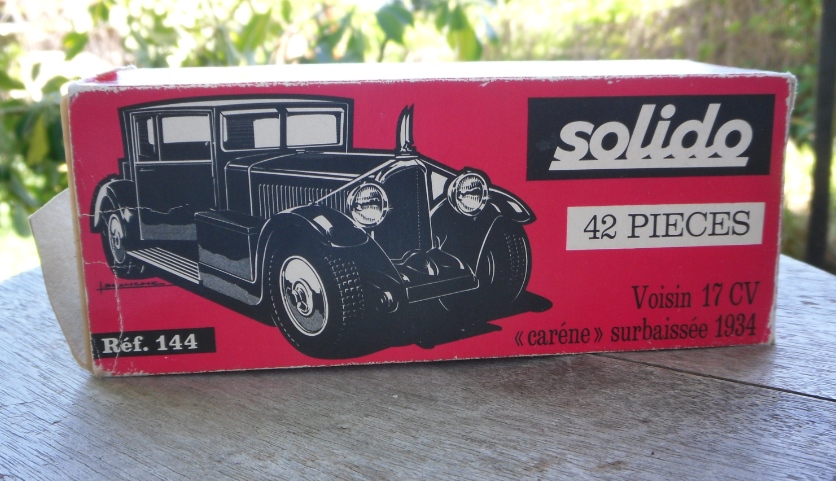 solido
42 PIECES
Voisin 17 CV
«caréne» surbaissée 1934
Réf. 144